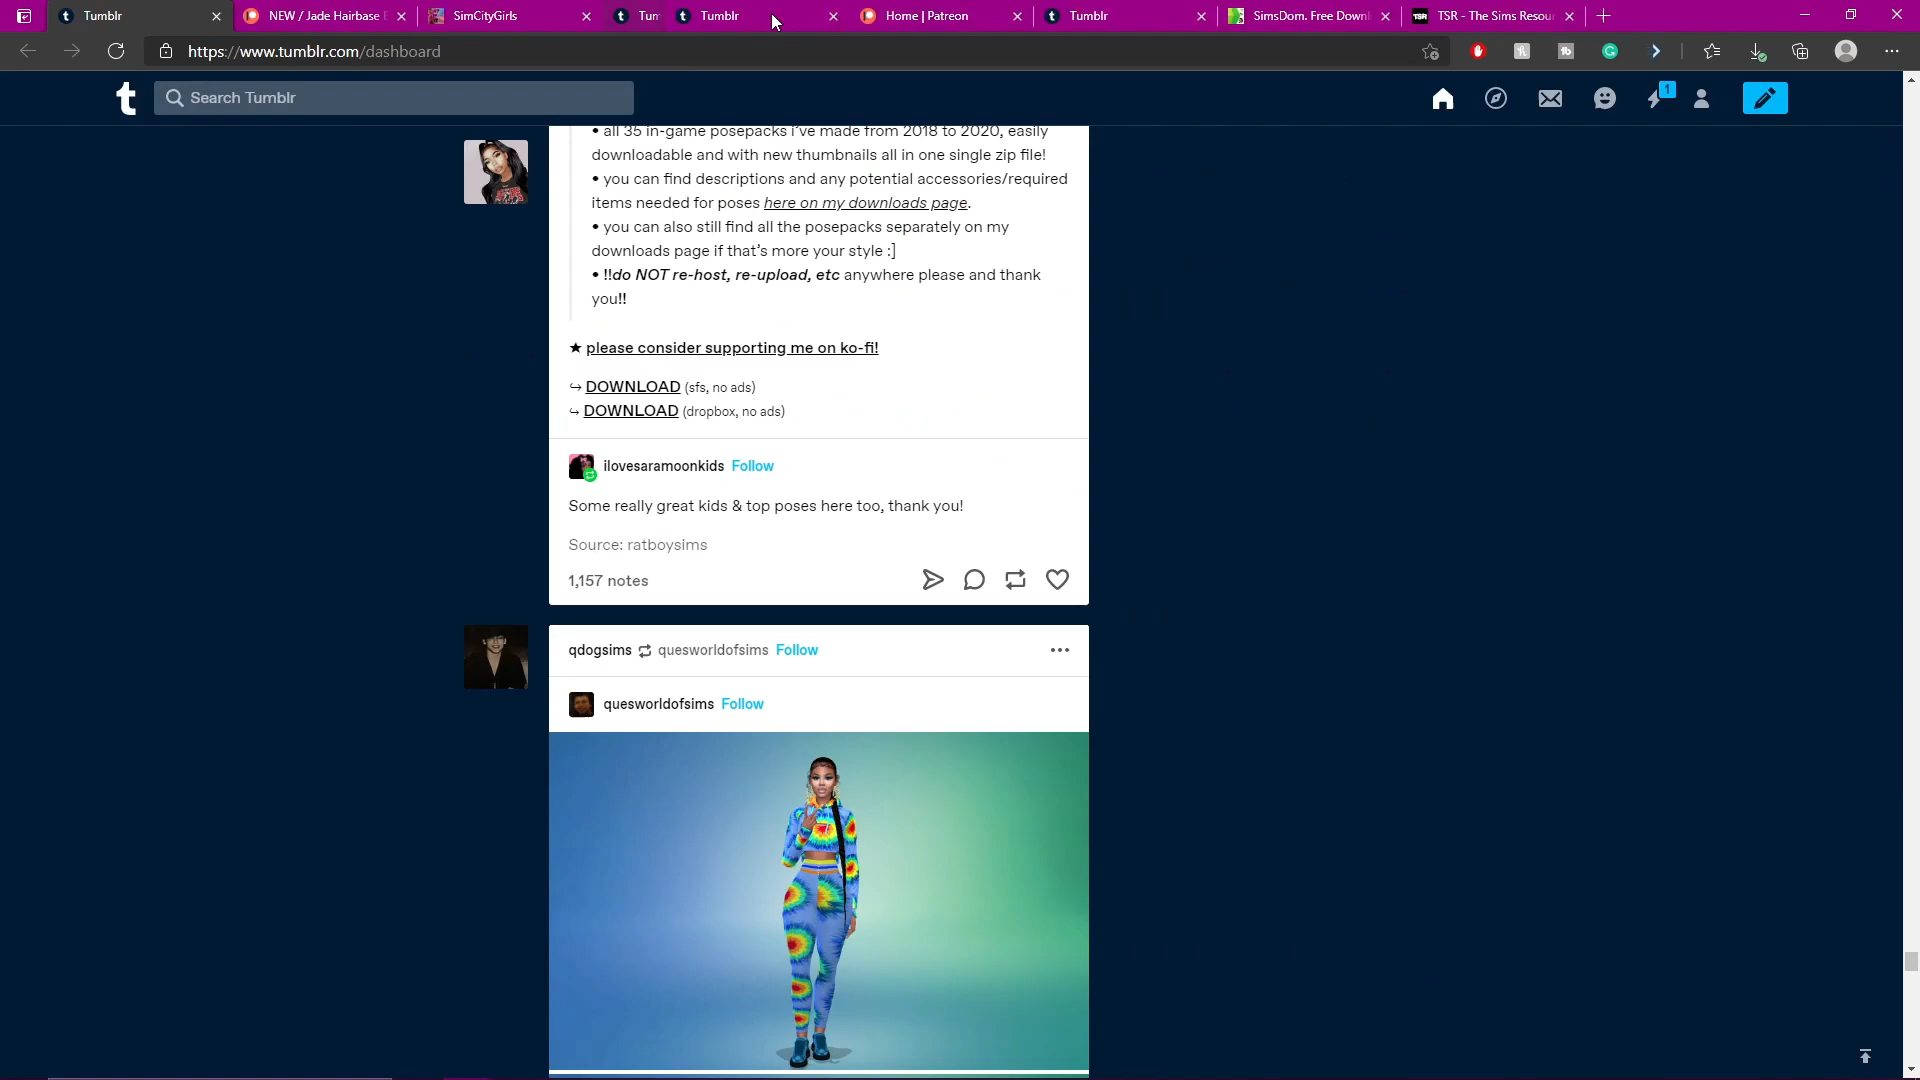 Tumblr
NEW / Jade Hairbase
SimCityGirls
Tum
Tumblr
Home | Patreon
Tumblr
SimsDom. Free Downl
TSR - The Sims Resou
https://www.tumblr.com/dashboard
Search Tumblr
1
• all 35 in-game posepacks i've made from 2018 to 2020, easily
downloadable and with new thumbnails all in one single zip file!
• you can find descriptions and any potential accessories/required
items needed for poses here on my downloads page.
• you can also still find all the posepacks separately on my
downloads page if that's more your style :]
• !!do NOT re-host, re-upload, etc anywhere please and thank
you!!
★ please consider supporting me on ko-fi!
↪ DOWNLOAD (sfs, no ads)
↪ DOWNLOAD (dropbox, no ads)
ilovesaramoonkids Follow
Some really great kids & top poses here too, thank you!
Source: ratboysims
1,157 notes
qdogsims quesworldofsims Follow
quesworldofsims Follow